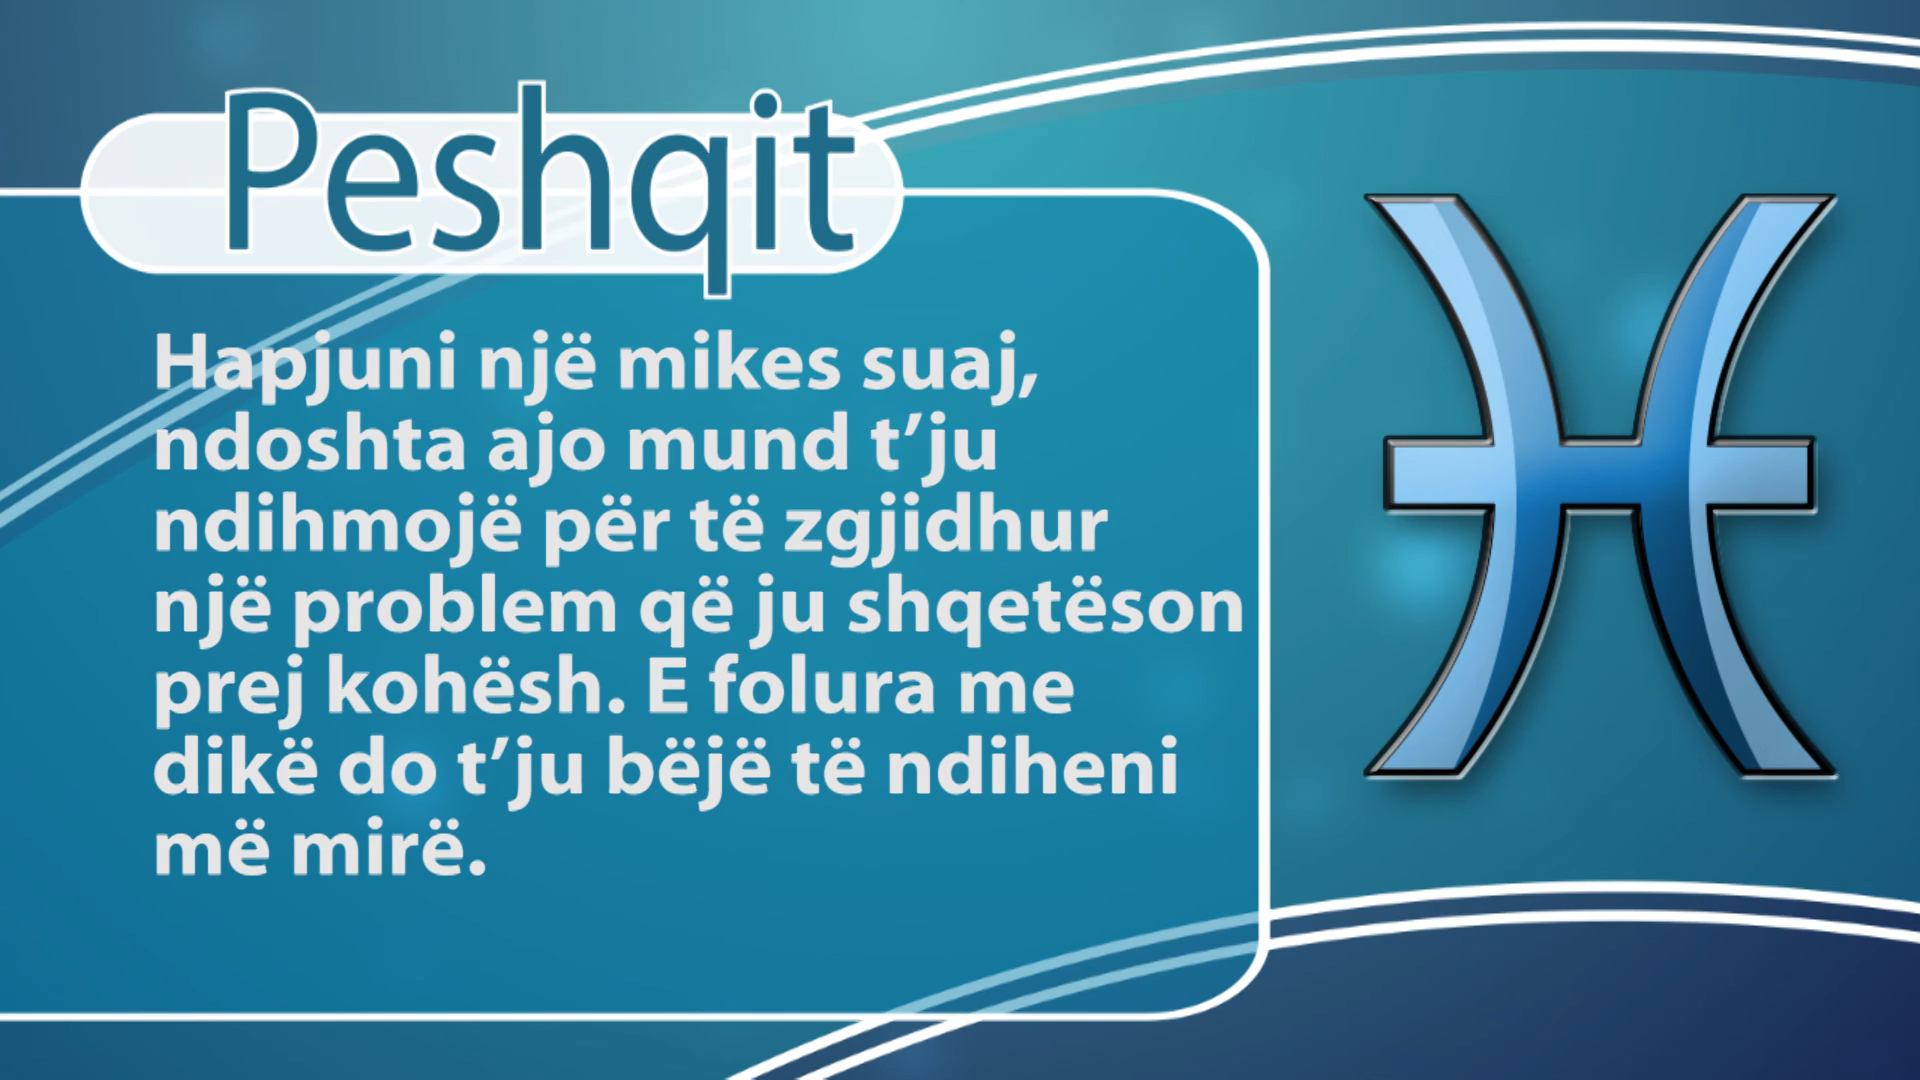 Peshqit
Hapjuni një mikes suaj,
ndoshta ajo mund t’ju
ndihmojë për të zgjidhur
një problem që ju shqetëson
prej kohësh. E folura me
dikë do t’ju bëjë të ndiheni
më mirë.